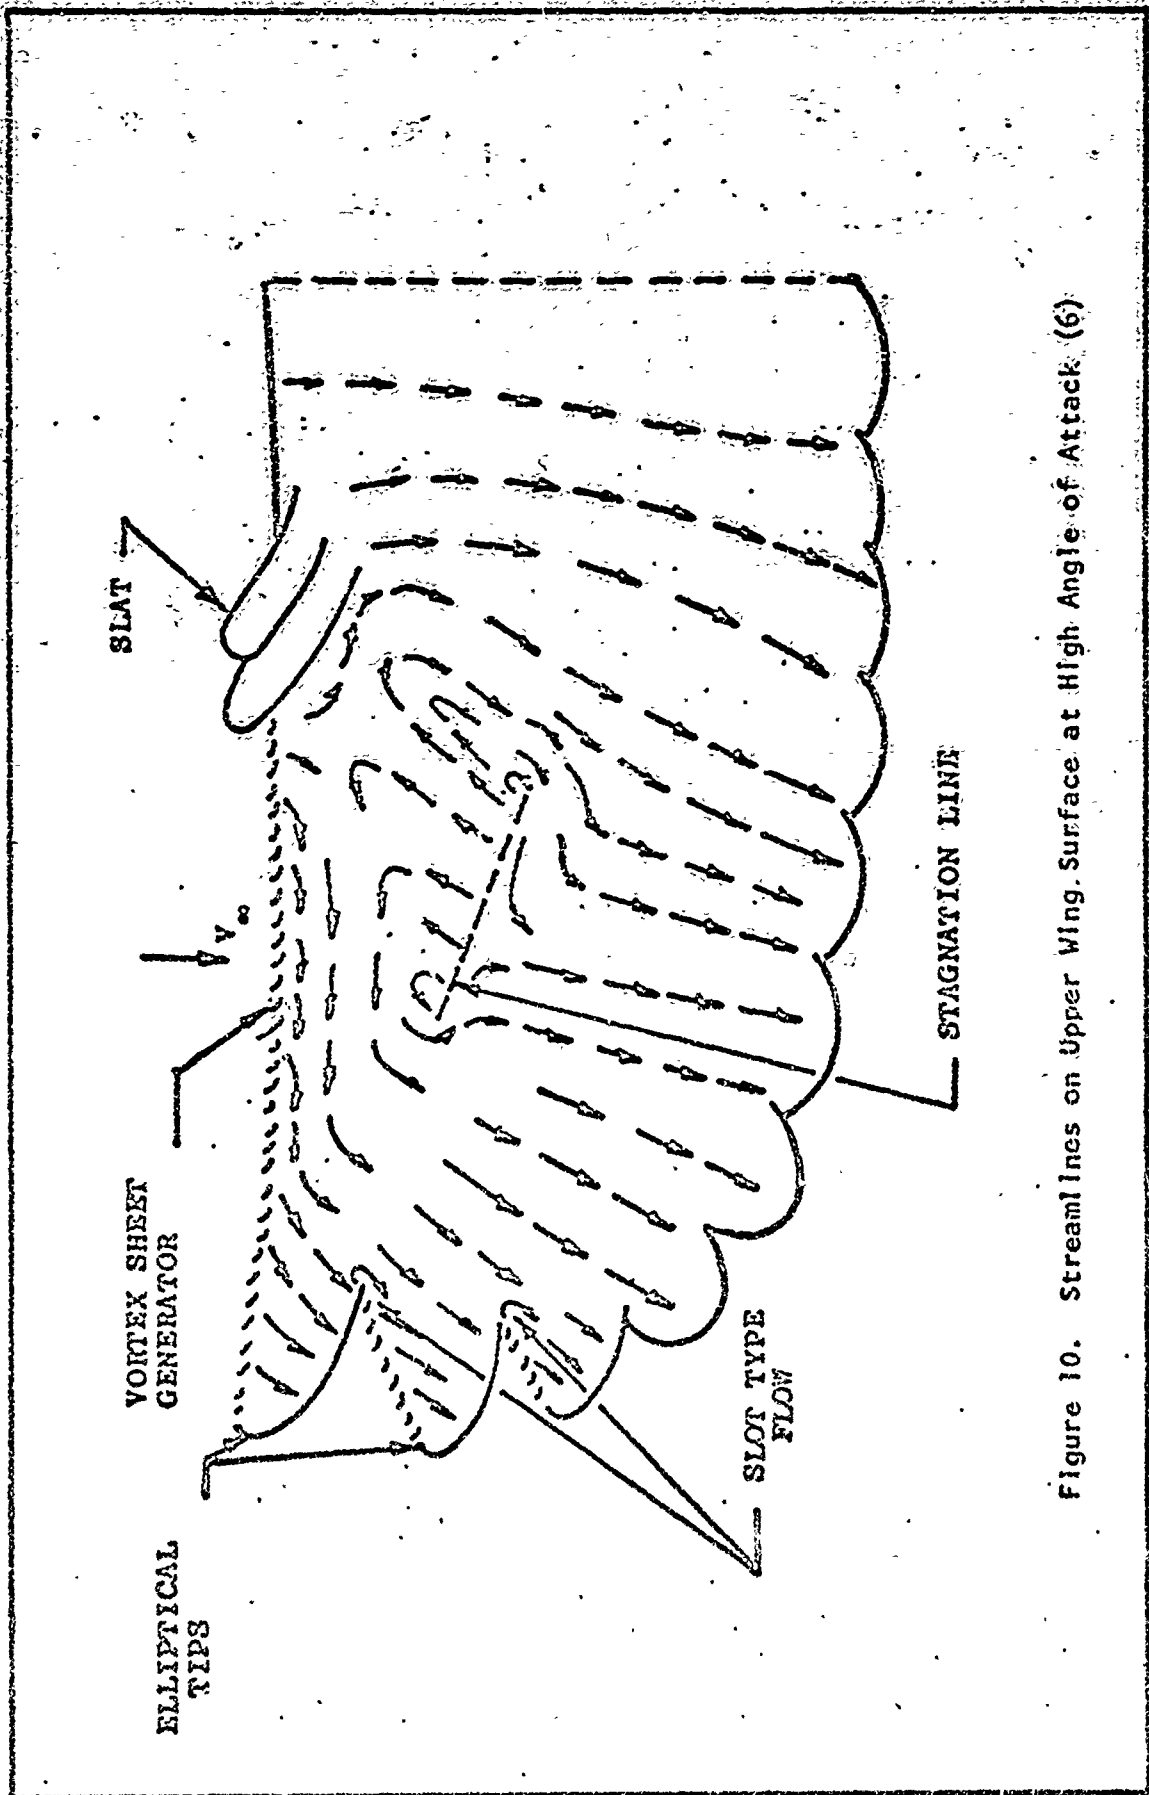 ELLIPTICAL
TIPS
VORTEX SHEET
GENERATOR
V∞
SLAT
SLOT TYPE
FLOW
STAGNATION LINE
Figure 10. Streamlines on Upper Wing Surface at High Angle of Attack (6)